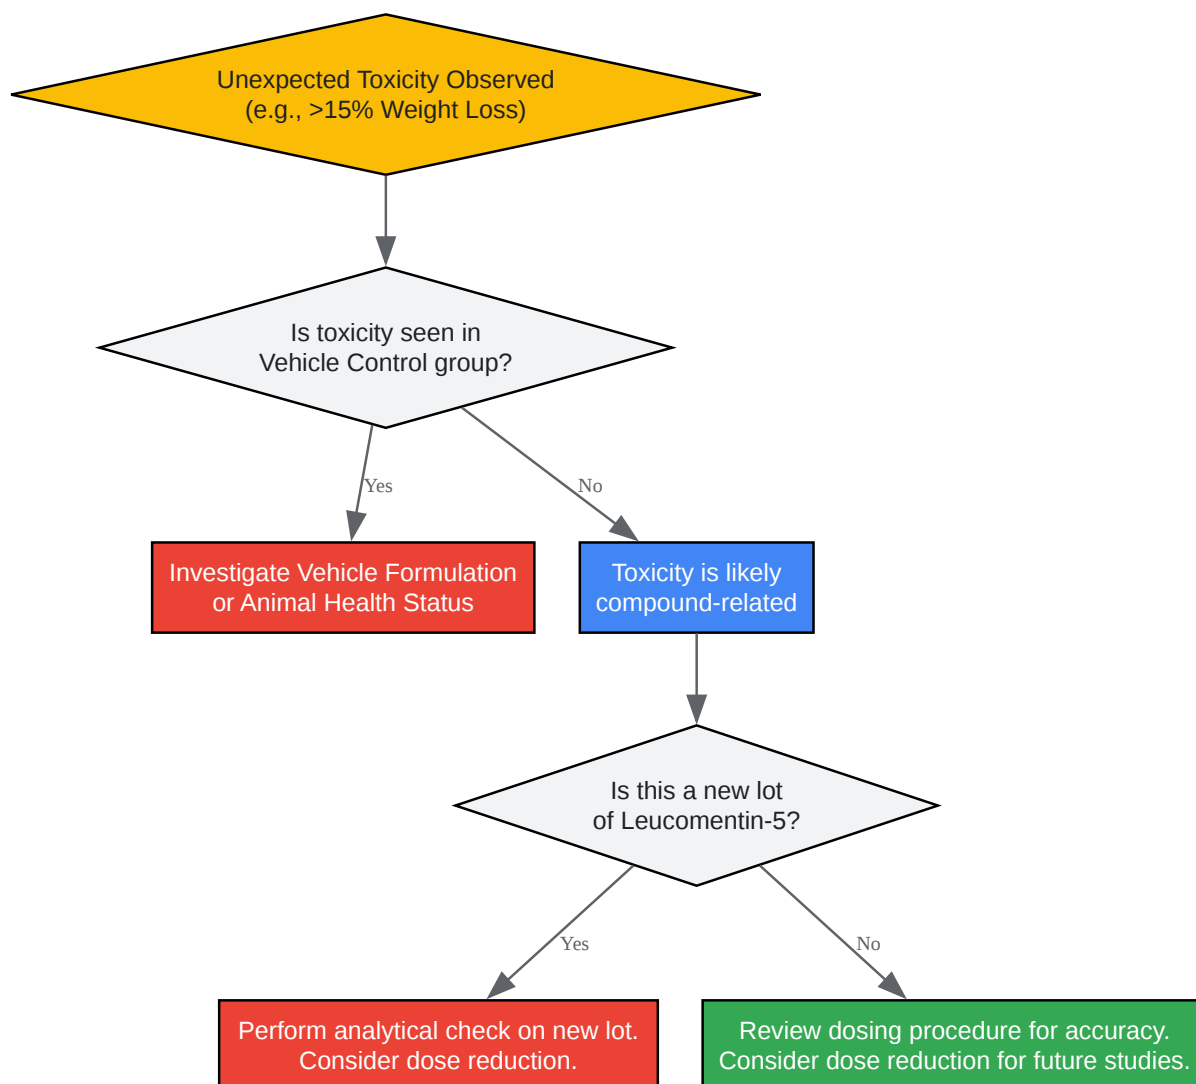 Unexpected Toxicity Observed
(e.g., >15% Weight Loss)
Is toxicity seen in
Vehicle Control group?
Yes
No
Investigate Vehicle Formulation
or Animal Health Status
Toxicity is likely
compound-related
Is this a new lot
of Leucomentin-5?
Yes
No
Perform analytical check on new lot.
Consider dose reduction.
Review dosing procedure for accuracy.
Consider dose reduction for future studies.